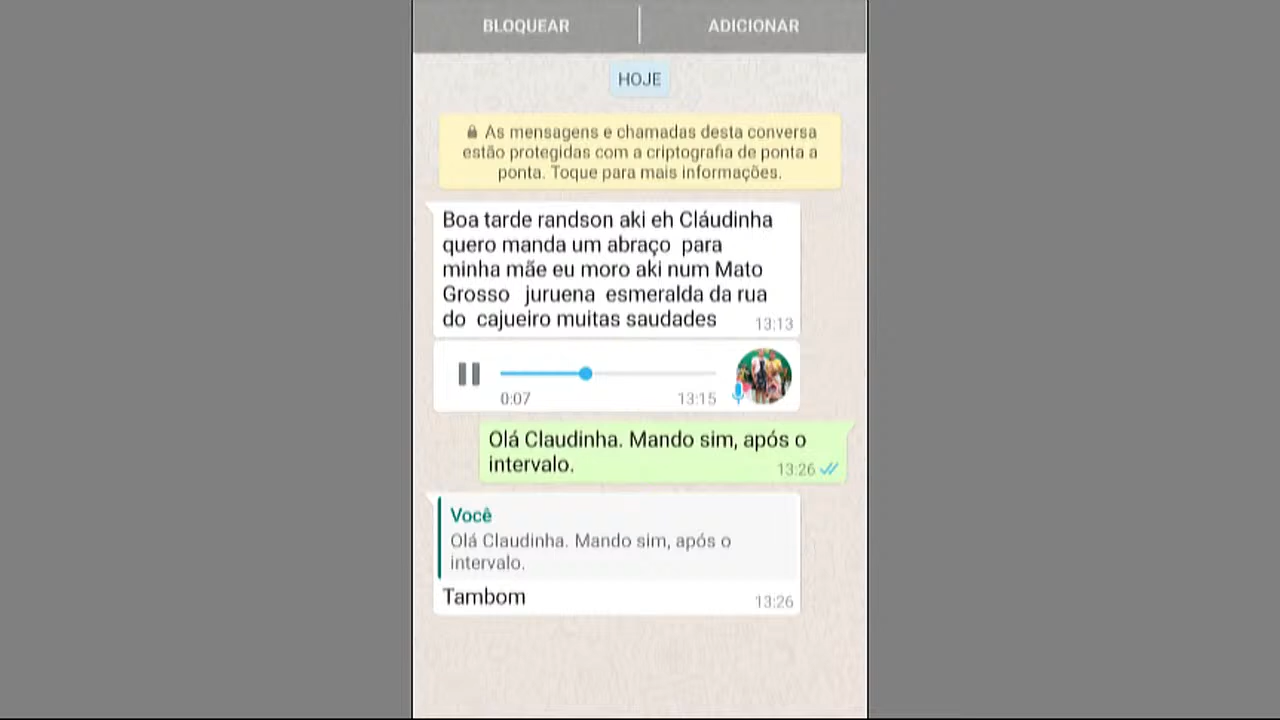 BLOQUEAR
ADICIONAR
HOJE
As mensagens e chamadas desta conversa
estão protegidas com a criptografia de ponta a
ponta. Toque para mais informações.
Boa tarde randson aki eh Cláudinha
quero manda um abraço  para
minha mãe eu moro aki num Mato
Grosso   juruena  esmeralda da rua
do  cajueiro muitas saudades
13:13
0:07
13:15
Olá Claudinha. Mando sim, após o
intervalo.
13:26
Você
Olá Claudinha. Mando sim, após o
intervalo.
Tambom
13:26